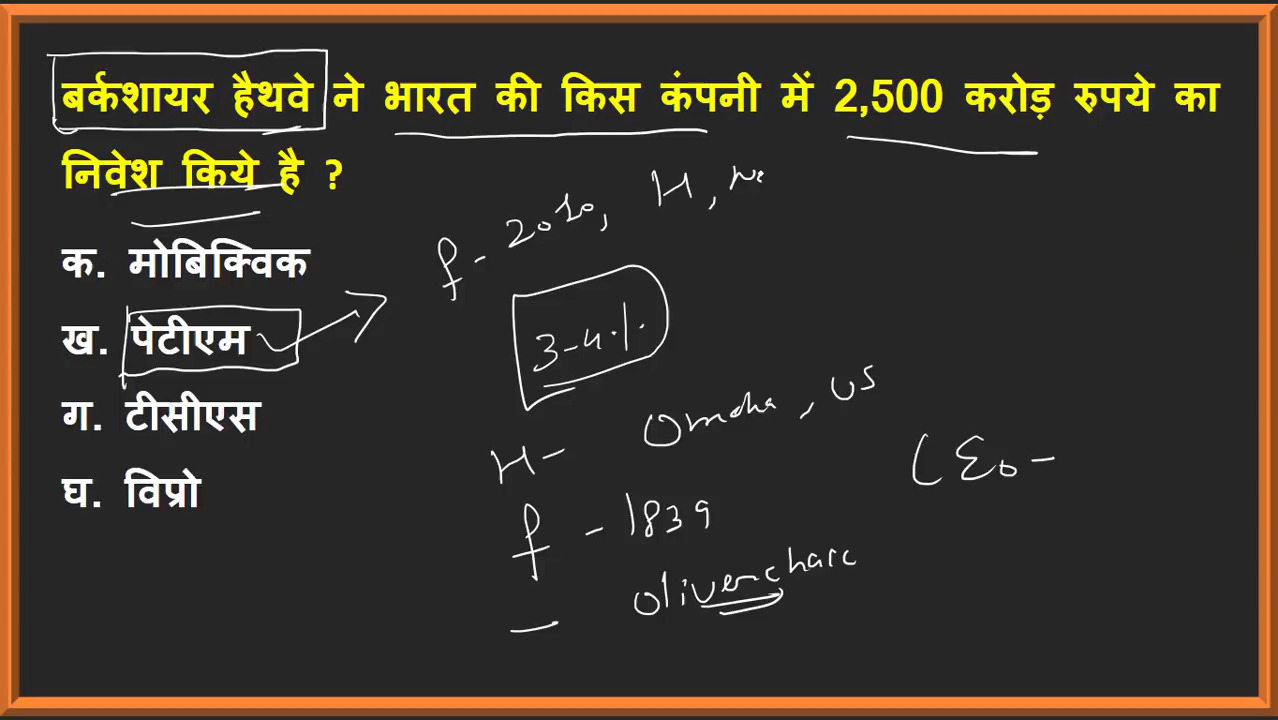 बर्कशायर हैथवे ने भारत की किस कंपनी में 2,500 करोड़ रुपये का
निवेश किये है ?
क. मोबिक्विक
ख. पेटीएम
ग. टीसीएस
घ. विप्रो
f - 2010, H,
3-4%.
H- Omaha, US
f - 1839
CEO -